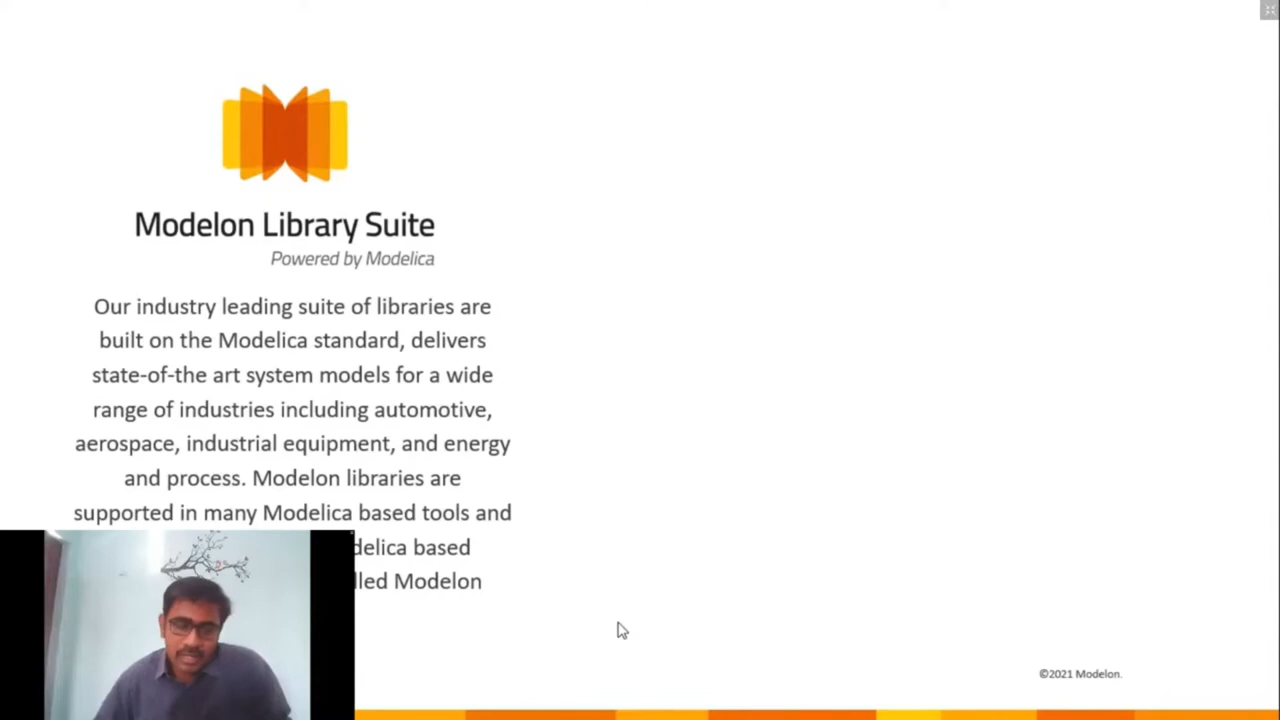 Modelon Library Suite
Powered by Modelica
Our industry leading suite of libraries are
built on the Modelica standard, delivers
state-of-the art system models for a wide
range of industries including automotive,
aerospace, industrial equipment, and energy
and process. Modelon libraries are
supported in many Modelica based tools and
based
Modelon
©2021 Modelon.